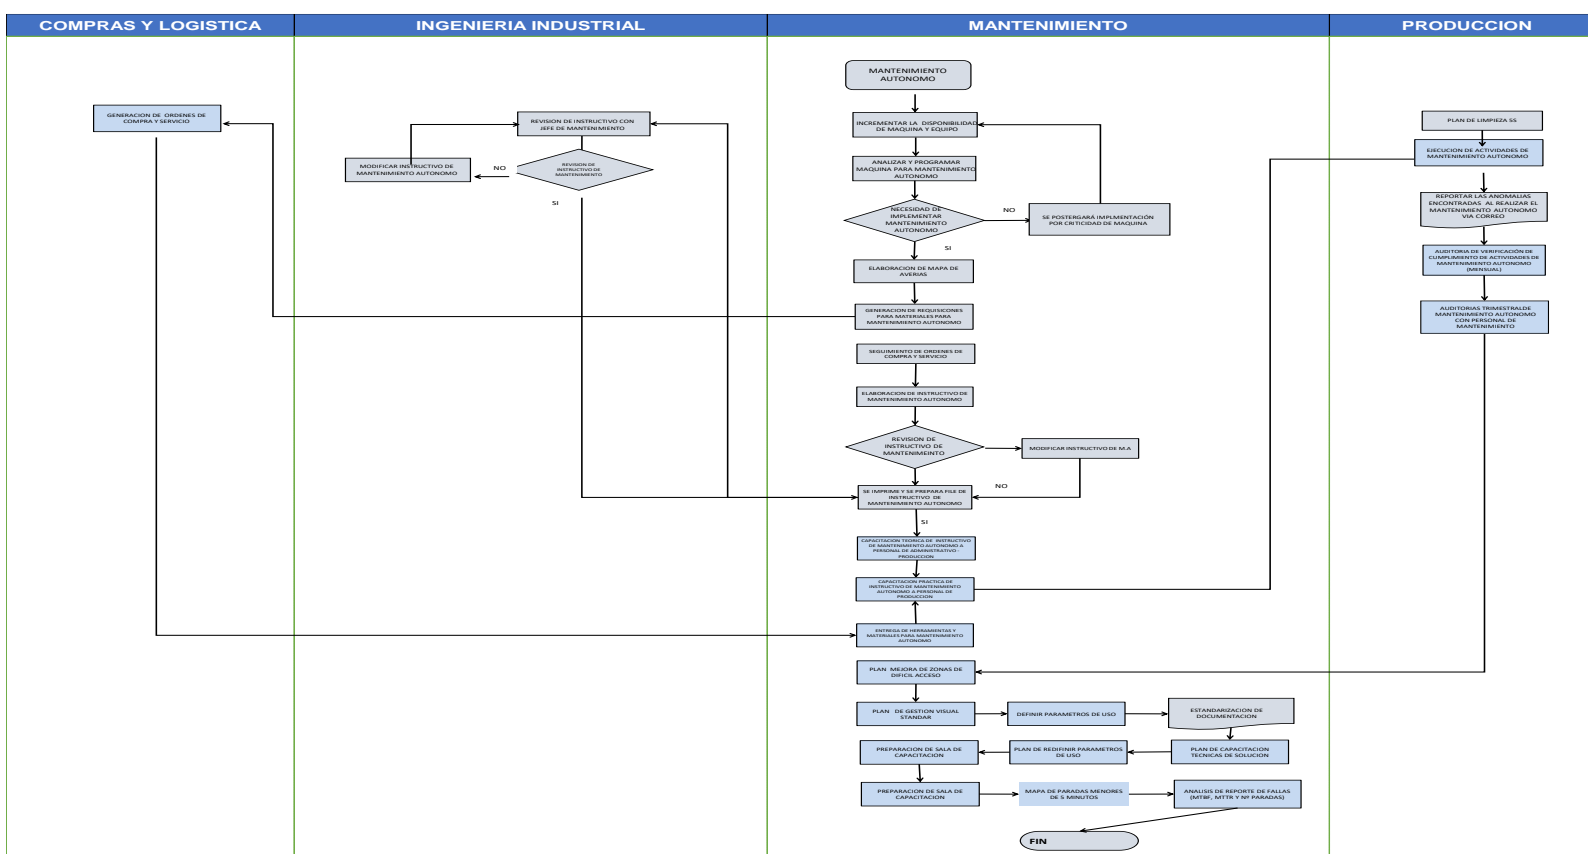 COMPRAS Y LOGISTICA
INGENIERIA INDUSTRIAL
MANTENIMIENTO
PRODUCCION
GENERACION DE ORDENES DE
COMPRA Y SERVICIO
REVISION DE INSTRUCTIVO CON
JEFE DE MANTENIMIENTO
MODIFICAR INSTRUCTIVO DE
MANTENIMIENTO AUTONOMO
NO
REVISION DE
INSTRUCTIVO DE
MANTENIMIENTO
SI
MANTENIMIENTO
AUTONOMO
INCREMENTAR LA DISPONIBILIDAD
DE MAQUINA Y EQUIPO
ANALIZAR Y PROGRAMAR
MAQUINA PARA MANTENIMIENTO
AUTONOMO
NECESIDAD DE
IMPLEMENTAR
MANTENIMIENTO
AUTONOMO
NO
SE POSTERGARÁ IMPLMENTACIÓN
POR CRITICIDAD DE MAQUINA
SI
ELABORACION DE MAPA DE
AVERIAS
GENERACION DE REQUISICONES
PARA MATERIALES PARA
MANTENIMIENTO AUTONOMO
SEGUIMIENTO DE ORDENES DE
COMPRA Y SERVICIO
ELABORACION DE INSTRUCTIVO DE
MANTENIMIENTO AUTONOMO
REVISION DE
INSTRUCTIVO DE
MANTENIMEINTO
MODIFICAR INSTRUCTIVO DE M.A
NO
SE IMPRIME Y SE PREPARA FILE DE
INSTRUCTIVO DE
MANTENIMIENTO AUTONOMO
SI
CAPACITACION TEORICA DE INSTRUCTIVO
DE MANTENIMIENTO AUTONOMO A
PERSONAL DE ADMINISTRATIVO -
PRODUCCION
CAPACITACION PRACTICA DE
INSTRUCTIVO DE MANTENIMIENTO
AUTONOMO A PERSONAL DE
PRODUCCION
ENTREGA DE HERRAMIENTAS Y
MATERIALES PARA MANTENIMIENTO
AUTONOMO
PLAN MEJORA DE ZONAS DE
DIFICIL ACCESO
PLAN DE GESTION VISUAL
STANDAR
DEFINIR PARAMETROS DE USO
ESTANDARIZACION DE
DOCUMENTACION
PREPARACION DE SALA DE
CAPACITACION
PLAN DE REDIFINIR PARAMETROS
DE USO
PLAN DE CAPACITACION
TECNICAS DE SOLUCION
PREPARACION DE SALA DE
CAPACITACION
MAPA DE PARADAS MENORES
DE 5 MINUTOS
ANALISIS DE REPORTE DE FALLAS
(MTBF, MTTR Y Nº PARADAS)
FIN
PLAN DE LIMPIEZA 5S
EJECUCION DE ACTIVIDADES DE
MANTENIMIENTO AUTONOMO
REPORTAR LAS ANOMALIAS
ENCONTRADAS AL REALIZAR EL
MANTENIMIENTO AUTONOMO
VIA CORREO
AUDITORIA DE VERIFICACIÓN DE
CUMPLIMIENTO DE ACTIVIDADES DE
MANTENIMIENTO AUTONOMO
(MENSUAL)
AUDITORIAS TRIMESTRALDE
MANTENIMIENTO AUTONOMO
CON PERSONAL DE
MANTENIMIENTO